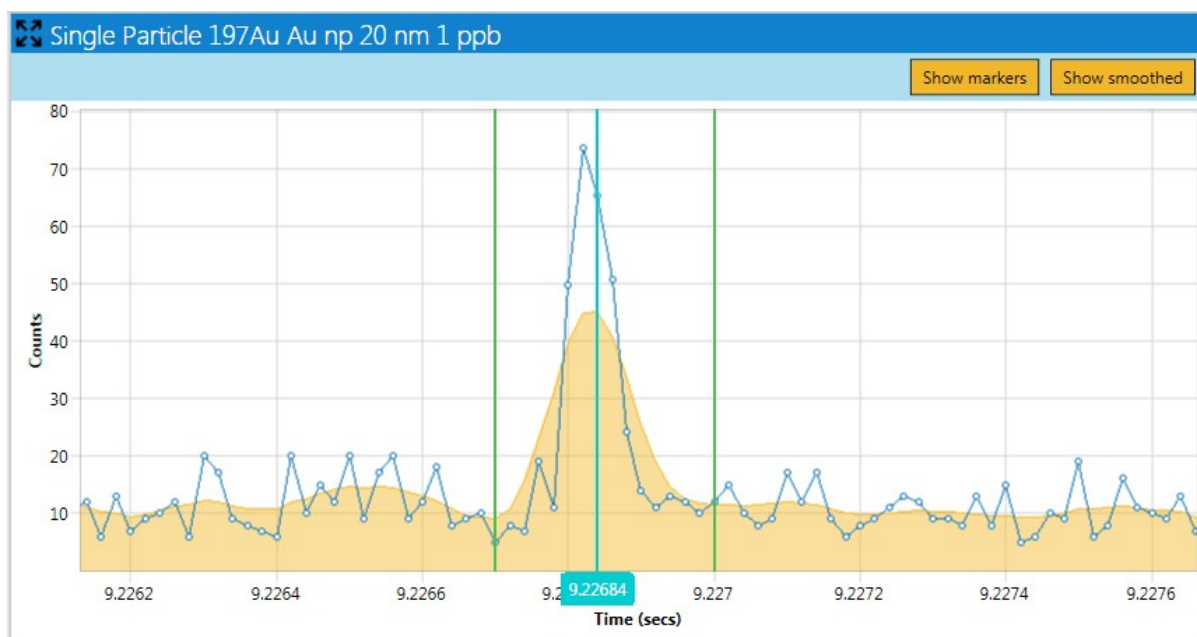 Single Particle 197Au Au np 20 nm 1 ppb
Show markers Show smoothed
80
70
60
50
40
30
20
10
Counts
9.2262 9.2264 9.2266 9.22684 9.227 9.2272 9.2274 9.2276
Time (secs)